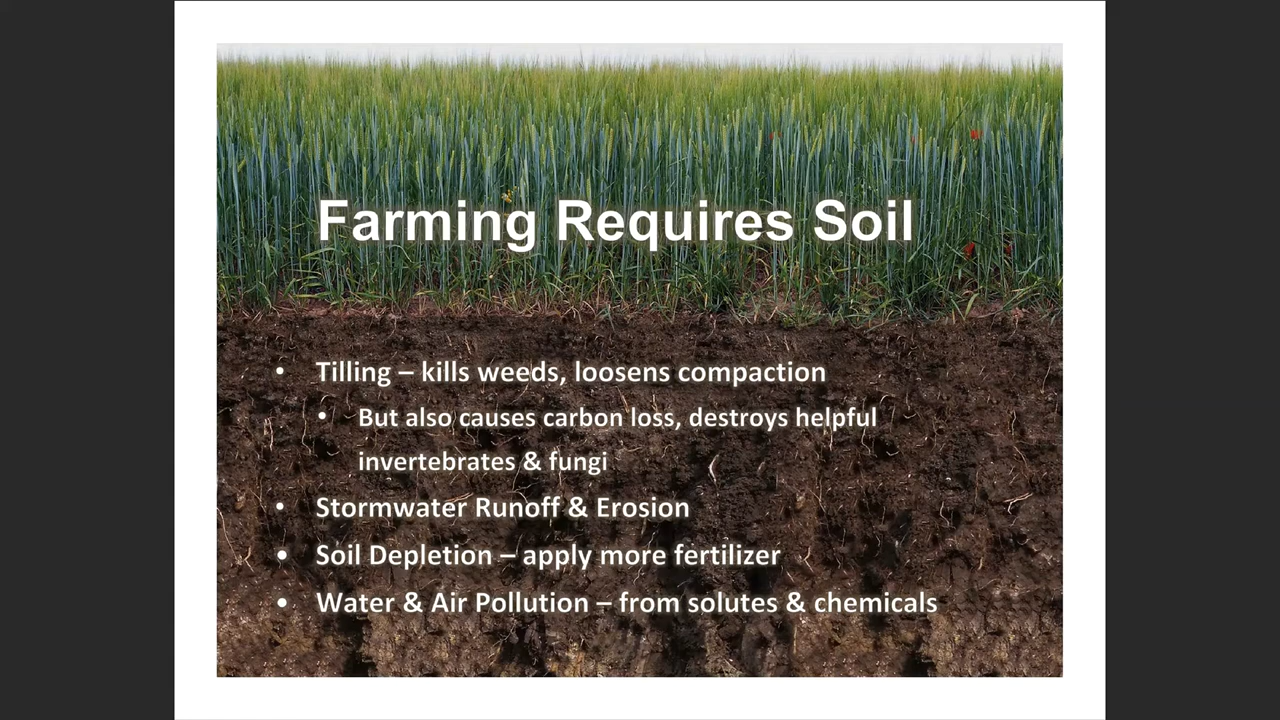 Farming Requires Soil
• Tilling – kills weeds, loosens compaction
• But also causes carbon loss, destroys helpful
invertebrates & fungi
• Stormwater Runoff & Erosion
• Soil Depletion – apply more fertilizer
• Water & Air Pollution – from solutes & chemicals